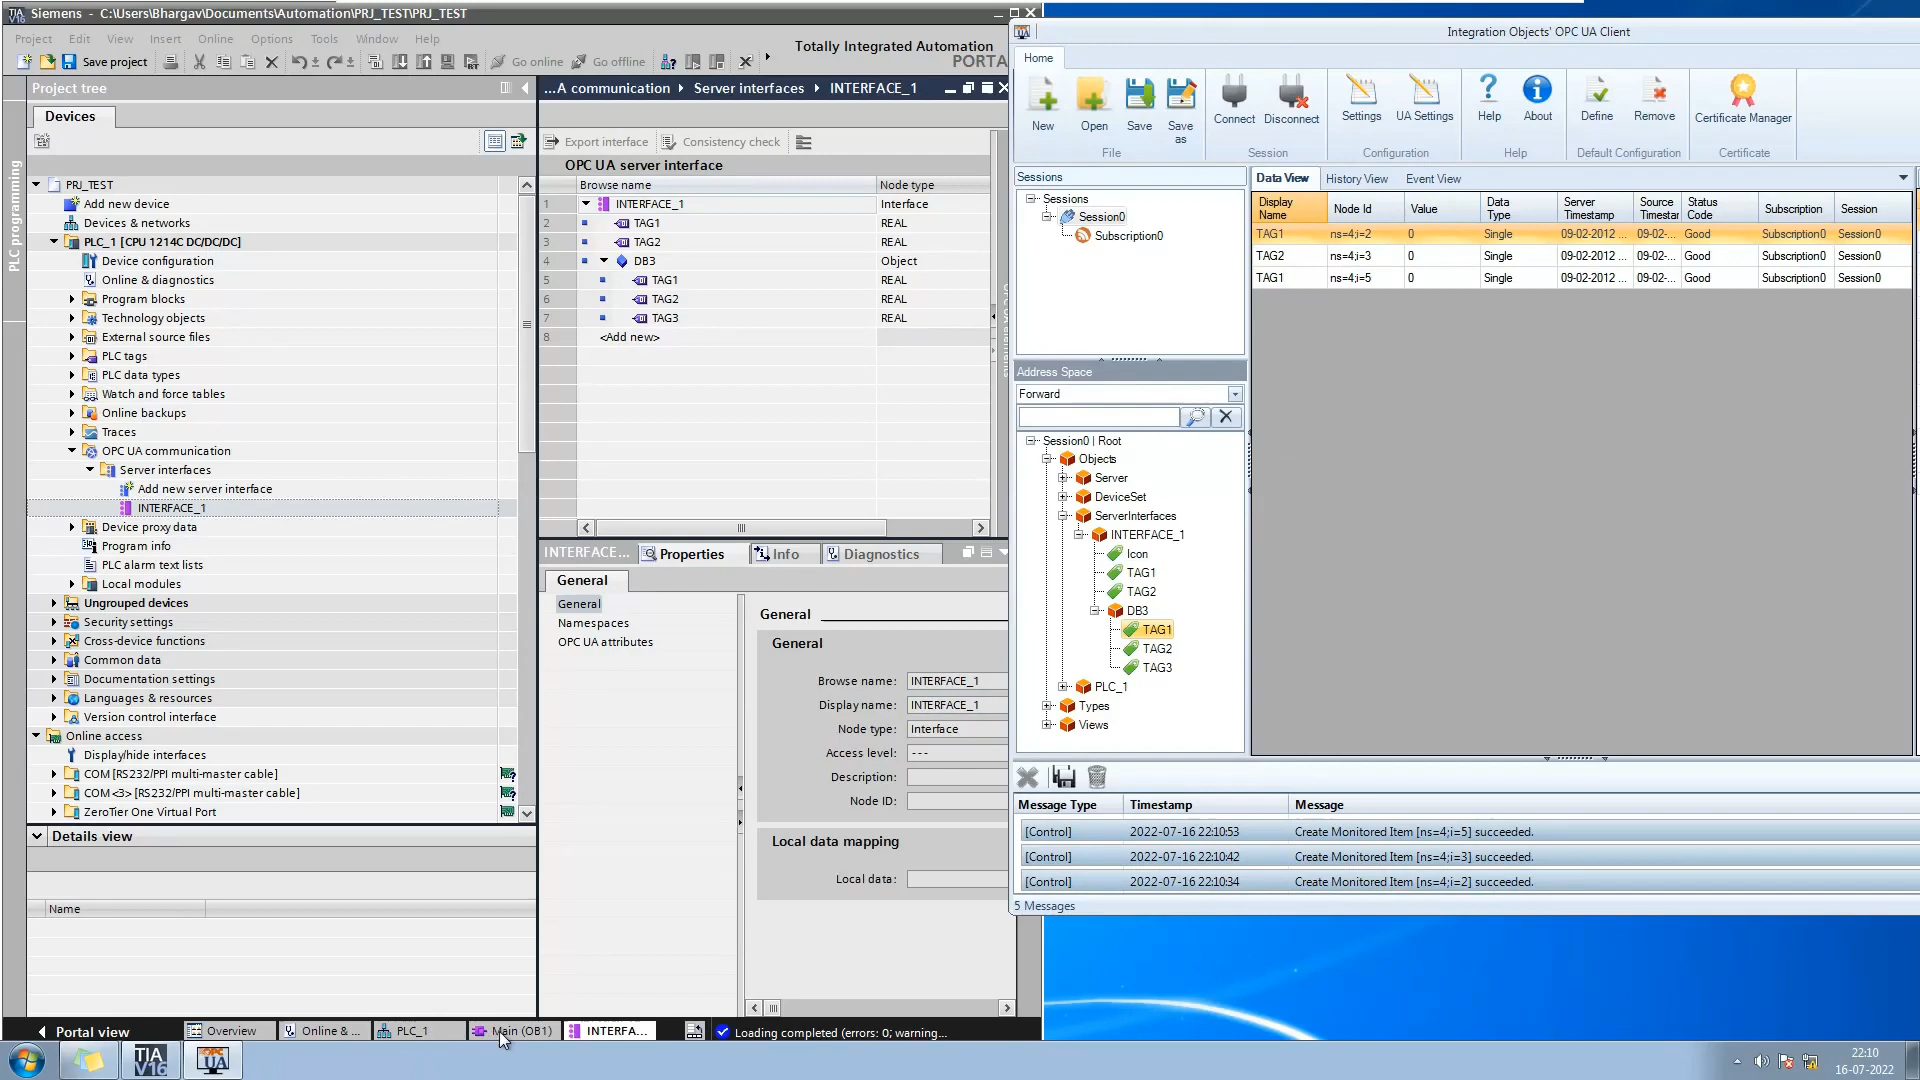 Siemens - C:\Users\Bhargav\Documents\Automation\PRJ_TEST\PRJ_TEST
Project Edit View Insert Online Options Tools Window Help
Totally Integrated Automation
PORTA
Save project
Go online
Go offline
Project tree
Devices
PLC programming
PRJ_TEST
Add new device
Devices & networks
PLC_1 [CPU 1214C DC/DC/DC]
Device configuration
Online & diagnostics
Program blocks
Technology objects
External source files
PLC tags
PLC data types
Watch and force tables
Online backups
Traces
OPC UA communication
Server interfaces
Add new server interface
INTERFACE_1
Device proxy data
Program info
PLC alarm text lists
Local modules
Ungrouped devices
Security settings
Cross-device functions
Common data
Documentation settings
Languages & resources
Version control interface
Online access
Display/hide interfaces
COM [RS232/PPI multi-master cable]
COM <3> [RS232/PPI multi-master cable]
ZeroTier One Virtual Port
Details view
Name
...A communication Server interfaces INTERFACE_1
Export interface
Consistency check
OPC UA server interface
Browse name Node type
1 INTERFACE_1 Interface
2 TAG1 REAL
3 TAG2 REAL
4 DB3 Object
5 TAG1 REAL
6 TAG2 REAL
7 TAG3 REAL
8 <Add new>
INTERFACE... Properties Info Diagnostics
General
General
Namespaces
OPC UA attributes
General
General
Browse name: INTERFACE_1
Display name: INTERFACE_1
Node type: Interface
Access level: ---
Description:
Node ID:
Local data mapping
Local data:
Portal view
Overview
Online & ...
PLC_1
Main (OB1)
INTERFA...
Loading completed (errors: 0; warning...
Integration Objects' OPC UA Client
Home
New Open Save Save as
Connect Disconnect
Settings UA Settings
Help About
Define Remove
Certificate Manager
File Session Configuration Help Default Configuration Certificate
Sessions
Sessions
Session0
Subscription0
Address Space
Forward
Session0 | Root
Objects
Server
DeviceSet
ServerInterfaces
INTERFACE_1
Icon
TAG1
TAG2
DB3
TAG1
TAG2
TAG3
PLC_1
Types
Views
Data View History View Event View
Display Name Node Id Value Data Type Server Timestamp Source Timestar Status Code Subscription Session
TAG1 ns=4;i=2 0 Single 09-02-2012 ... 09-02-... Good Subscription0 Session0
TAG2 ns=4;i=3 0 Single 09-02-2012 ... 09-02-... Good Subscription0 Session0
TAG1 ns=4;i=5 0 Single 09-02-2012 ... 09-02-... Good Subscription0 Session0
Message Type Timestamp Message
[Control] 2022-07-16 22:10:53 Create Monitored Item [ns=4;i=5] succeeded.
[Control] 2022-07-16 22:10:42 Create Monitored Item [ns=4;i=3] succeeded.
[Control] 2022-07-16 22:10:34 Create Monitored Item [ns=4;i=2] succeeded.
5 Messages
TIA
V16
OPC
UA
22:10
16-07-2022